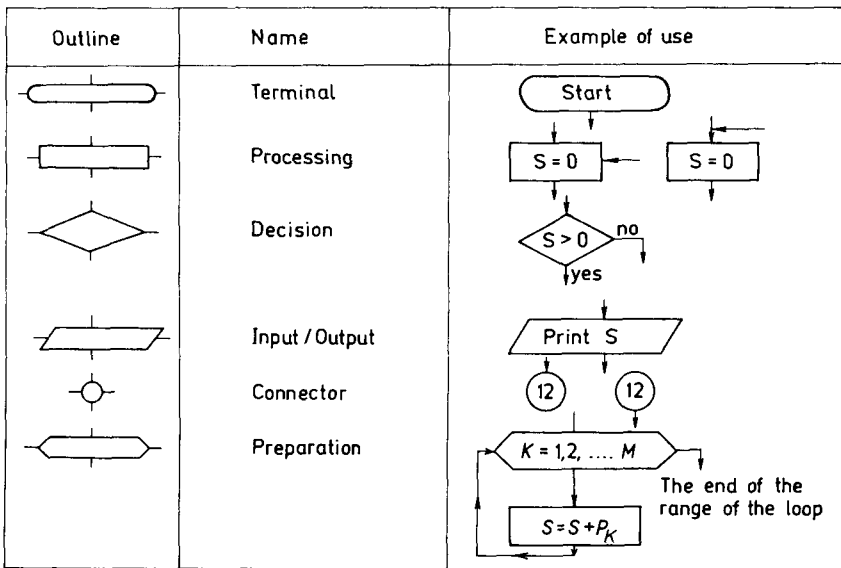 Outline Name Example of use
Terminal Start
Processing S = 0 S = 0
Decision S > 0 no
yes
Input / Output Print S
Connector 12 12
Preparation K = 1,2, .... M
The end of the
range of the loop
S = S + P_K